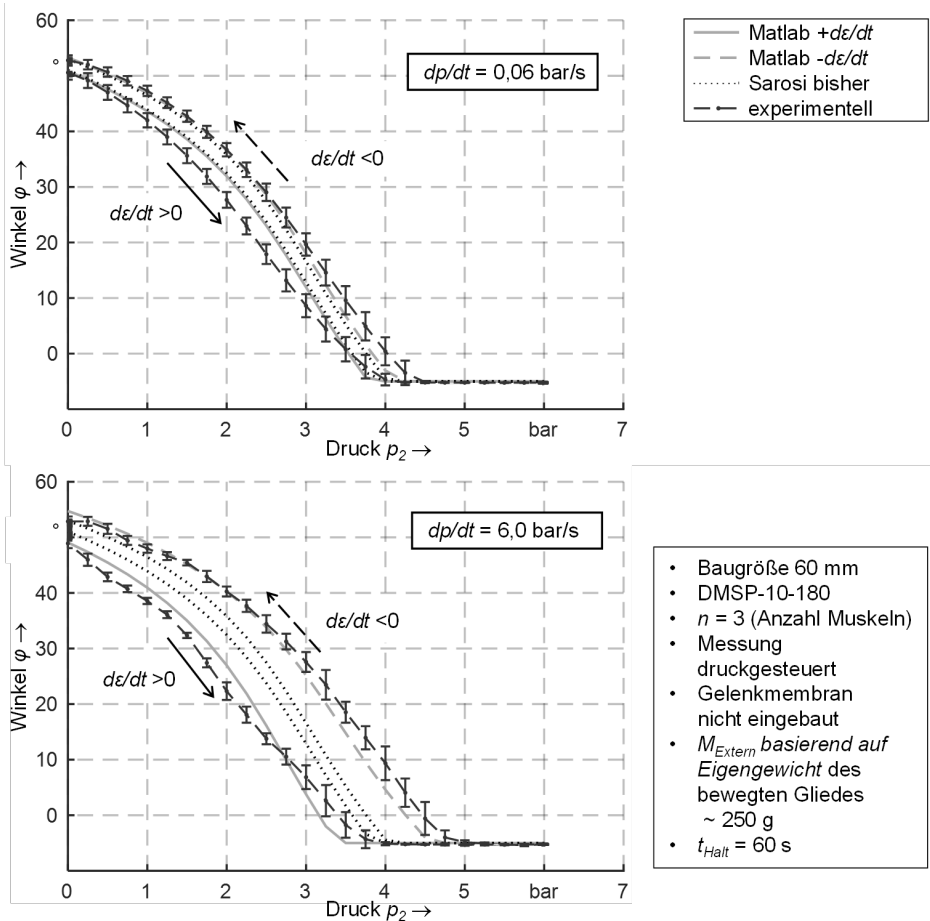 60
°
40
30
20
10
0
Winkel φ →
dp/dt = 0,06 bar/s
dε/dt <0
dε/dt >0
0 1 2 3 4 5 bar 7
Druck p2 →
Matlab +dε/dt
Matlab -dε/dt
Sarosi bisher
experimentell
60
°
40
30
20
10
0
Winkel φ →
dp/dt = 6,0 bar/s
dε/dt <0
dε/dt >0
0 1 2 3 4 5 bar 7
Druck p2 →
• Baugröße 60 mm
• DMSP-10-180
• n = 3 (Anzahl Muskeln)
• Messung
druckgesteuert
• Gelenkmembran
nicht eingebaut
• MExtern basierend auf
Eigengewicht des
bewegten Gliedes
~ 250 g
• tHalt = 60 s